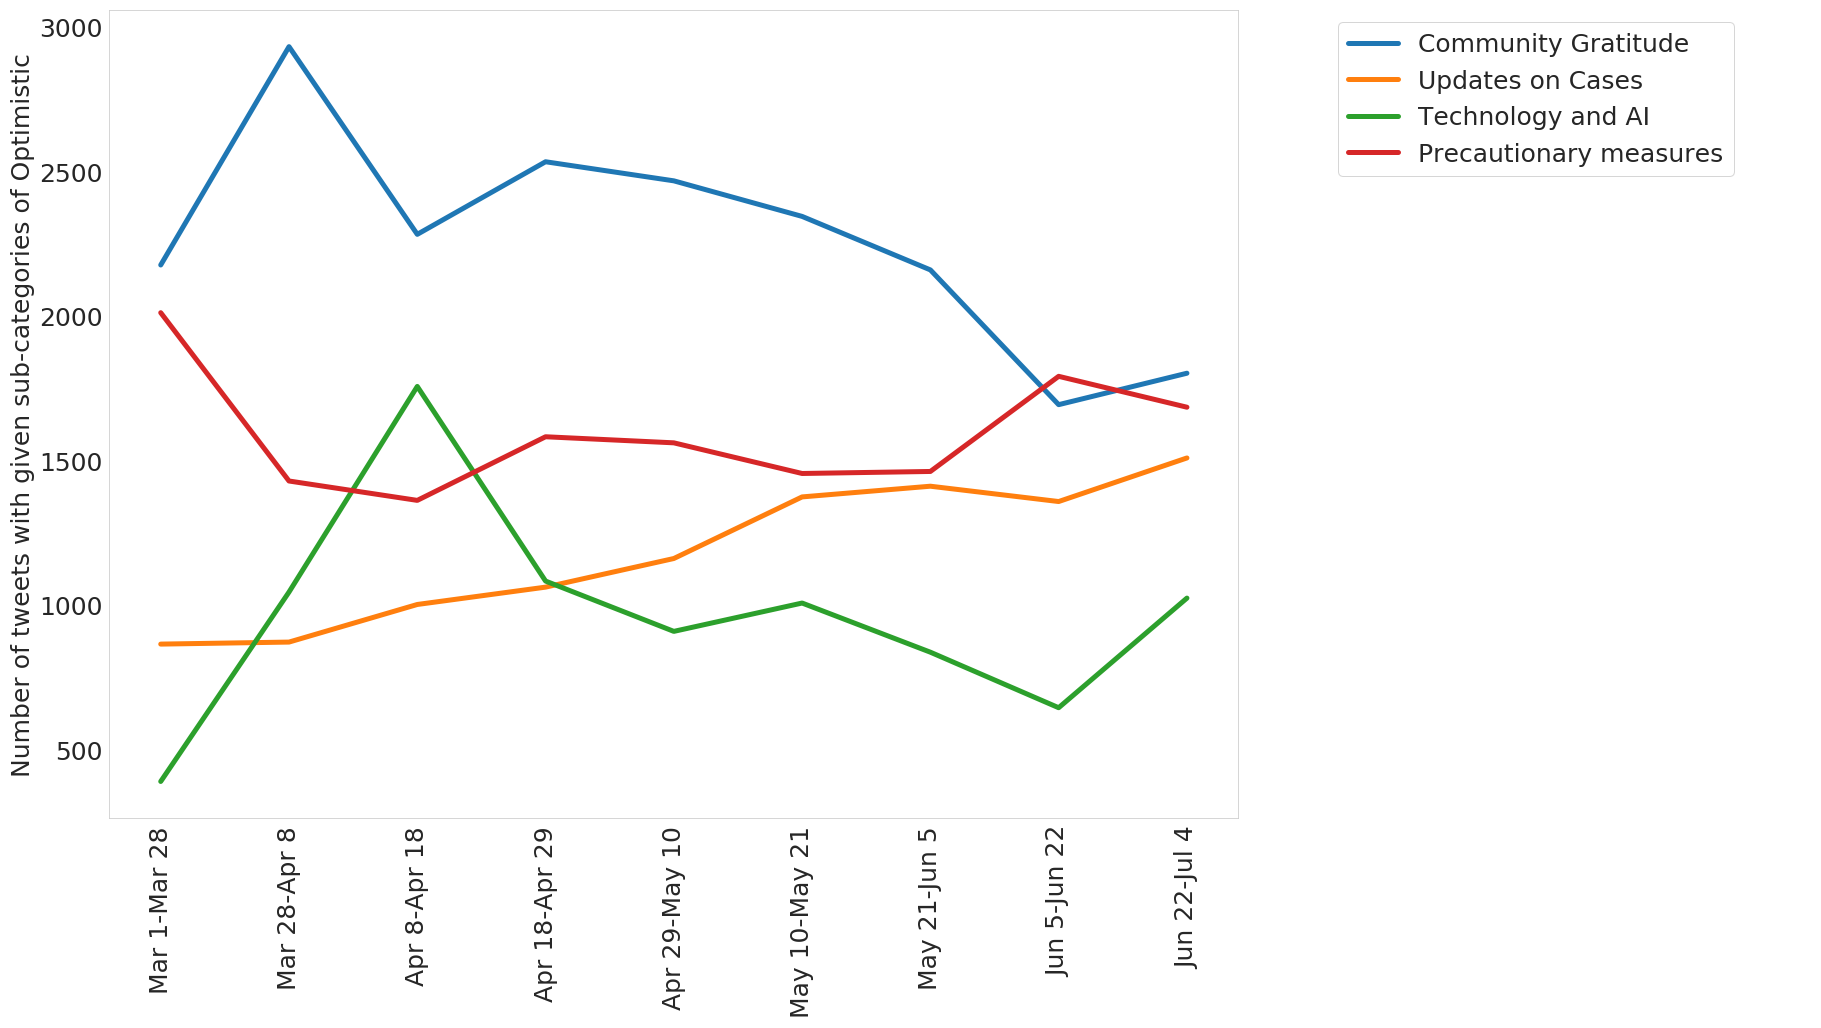 Number of tweets with given sub-categories of Optimistic
3000
2500
2000
1500
1000
500
Mar 1-Mar 28
Mar 28-Apr 8
Apr 8-Apr 18
Apr 18-Apr 29
Apr 29-May 10
May 10-May 21
May 21-Jun 5
Jun 5-Jun 22
Jun 22-Jul 4
Community Gratitude
Updates on Cases
Technology and AI
Precautionary measures